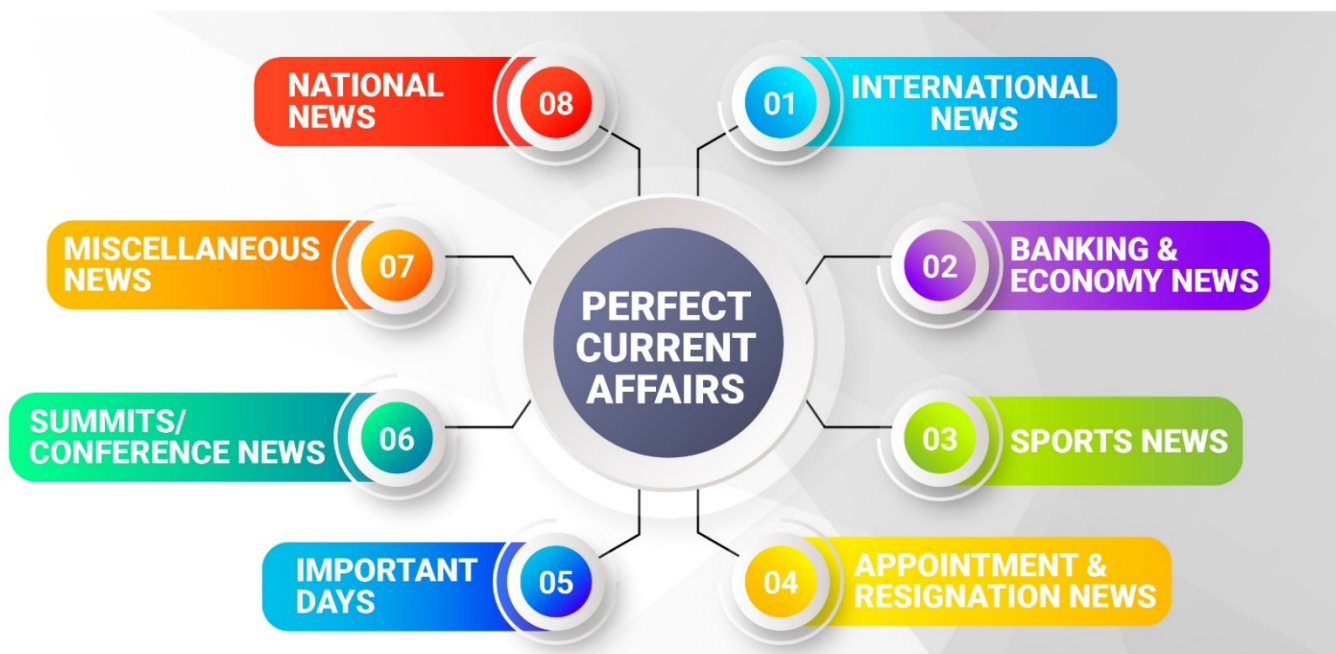 PERFECT
CURRENT
AFFAIRS
01
INTERNATIONAL
NEWS
02
BANKING &
ECONOMY NEWS
03
SPORTS NEWS
04
APPOINTMENT &
RESIGNATION NEWS
05
IMPORTANT
DAYS
06
SUMMITS/
CONFERENCE NEWS
07
MISCELLANEOUS
NEWS
08
NATIONAL
NEWS